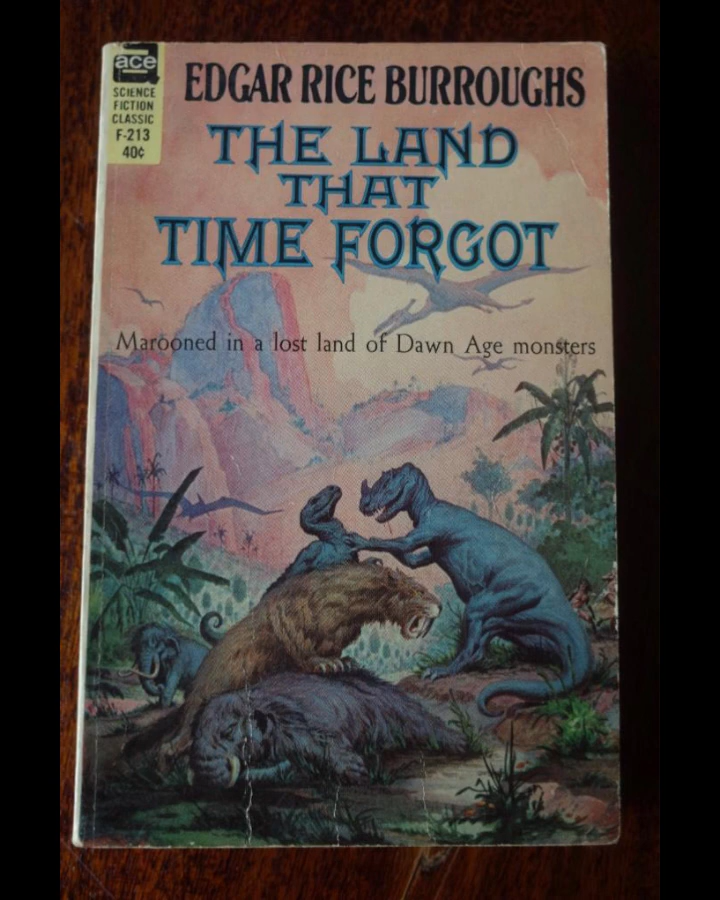 ace
SCIENCE
FICTION
CLASSIC
F-213
40¢
EDGAR RICE BURROUGHS
THE LAND
THAT
TIME FORGOT
Marooned in a lost land of Dawn Age monsters